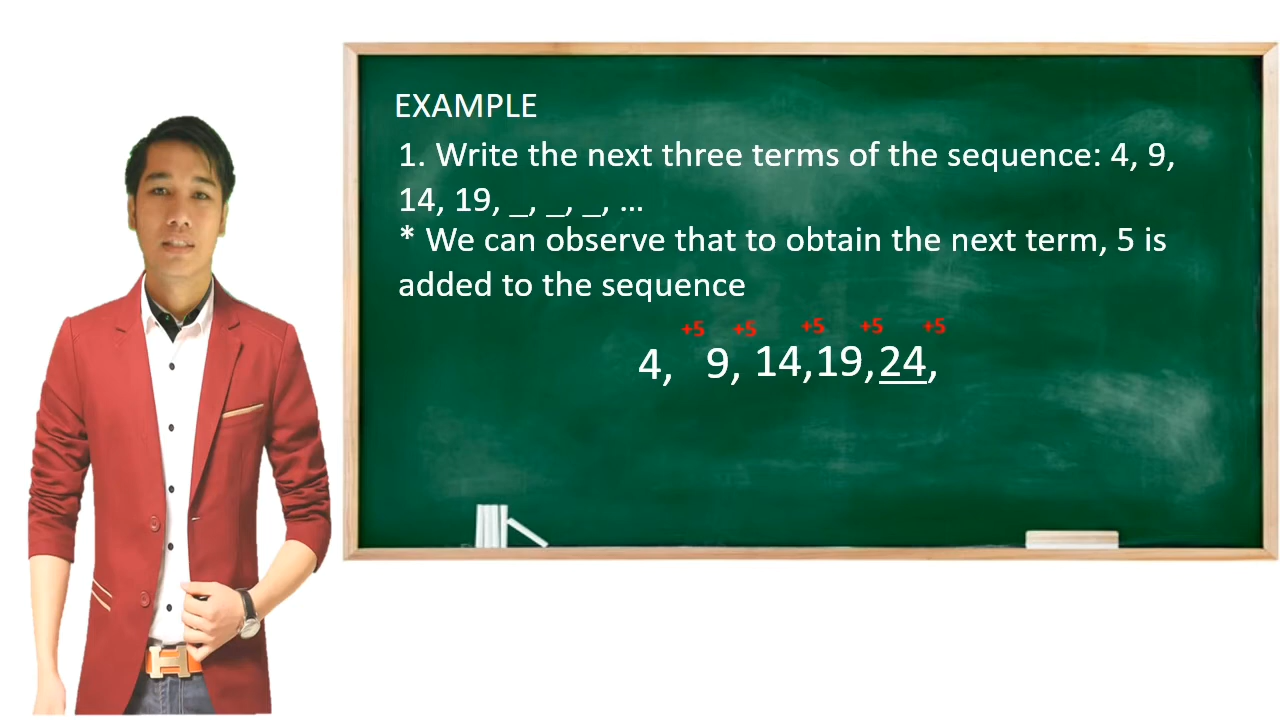 EXAMPLE
1. Write the next three terms of the sequence: 4, 9,
14, 19, _, _, _, ...
* We can observe that to obtain the next term, 5 is
added to the sequence
+5 +5 +5 +5 +5
4, 9, 14,19,24,